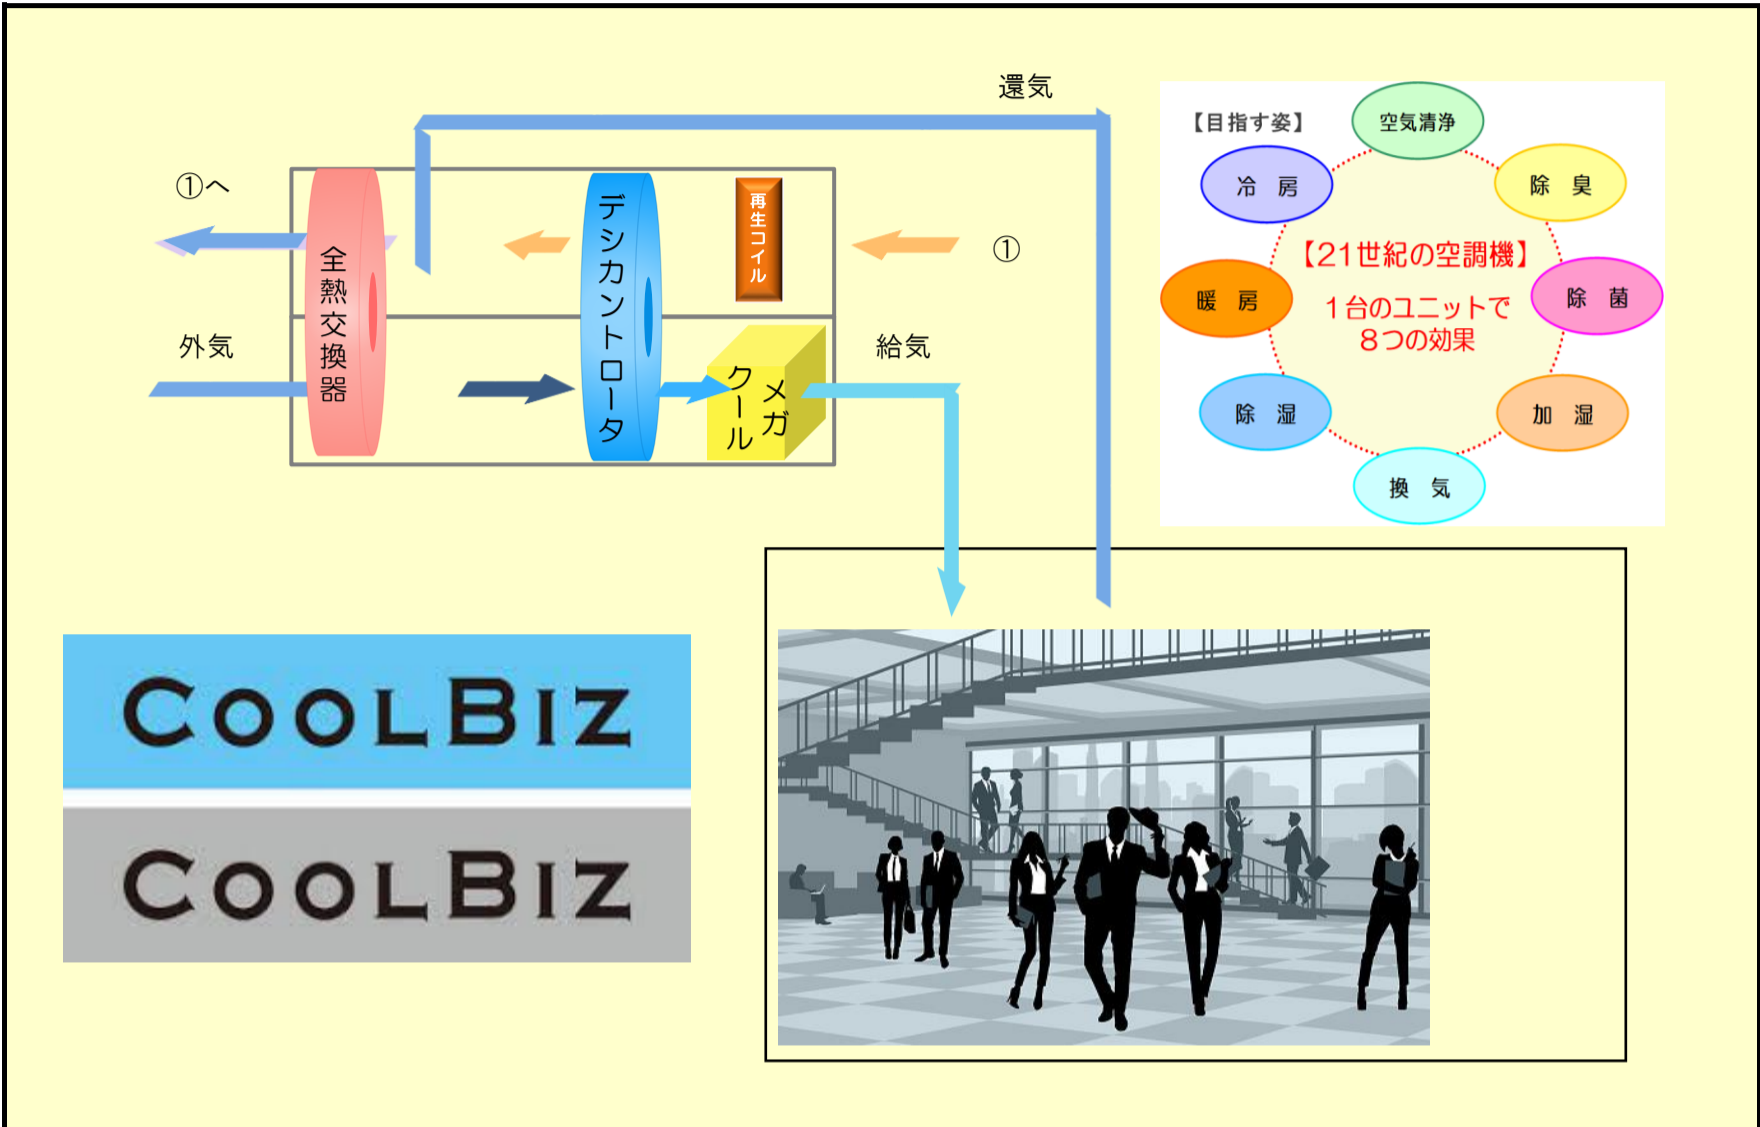 還気
①へ
①
外気
給気
全熱交換器
デシカントロータ
再生コイル
メガ
クール
【目指す姿】
空気清浄
冷　房
除　臭
【21世紀の空調機】
１台のユニットで
８つの効果
暖　房
除　菌
除　湿
加　湿
換　気
COOLBIZ
COOLBIZ